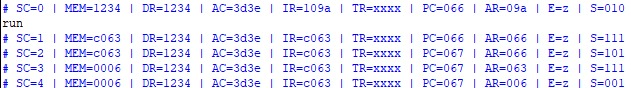 # SC=0 | MEM=1234 | DR=1234 | AC=3d3e | IR=109a | TR=xxxx | PC=066 | AR=09a | E=z | S=010
run
# SC=1 | MEM=c063 | DR=1234 | AC=3d3e | IR=109a | TR=xxxx | PC=066 | AR=066 | E=z | S=111
# SC=2 | MEM=c063 | DR=1234 | AC=3d3e | IR=c063 | TR=xxxx | PC=067 | AR=066 | E=z | S=101
# SC=3 | MEM=0006 | DR=1234 | AC=3d3e | IR=c063 | TR=xxxx | PC=067 | AR=063 | E=z | S=111
# SC=4 | MEM=0006 | DR=1234 | AC=3d3e | IR=c063 | TR=xxxx | PC=067 | AR=006 | E=z | S=001